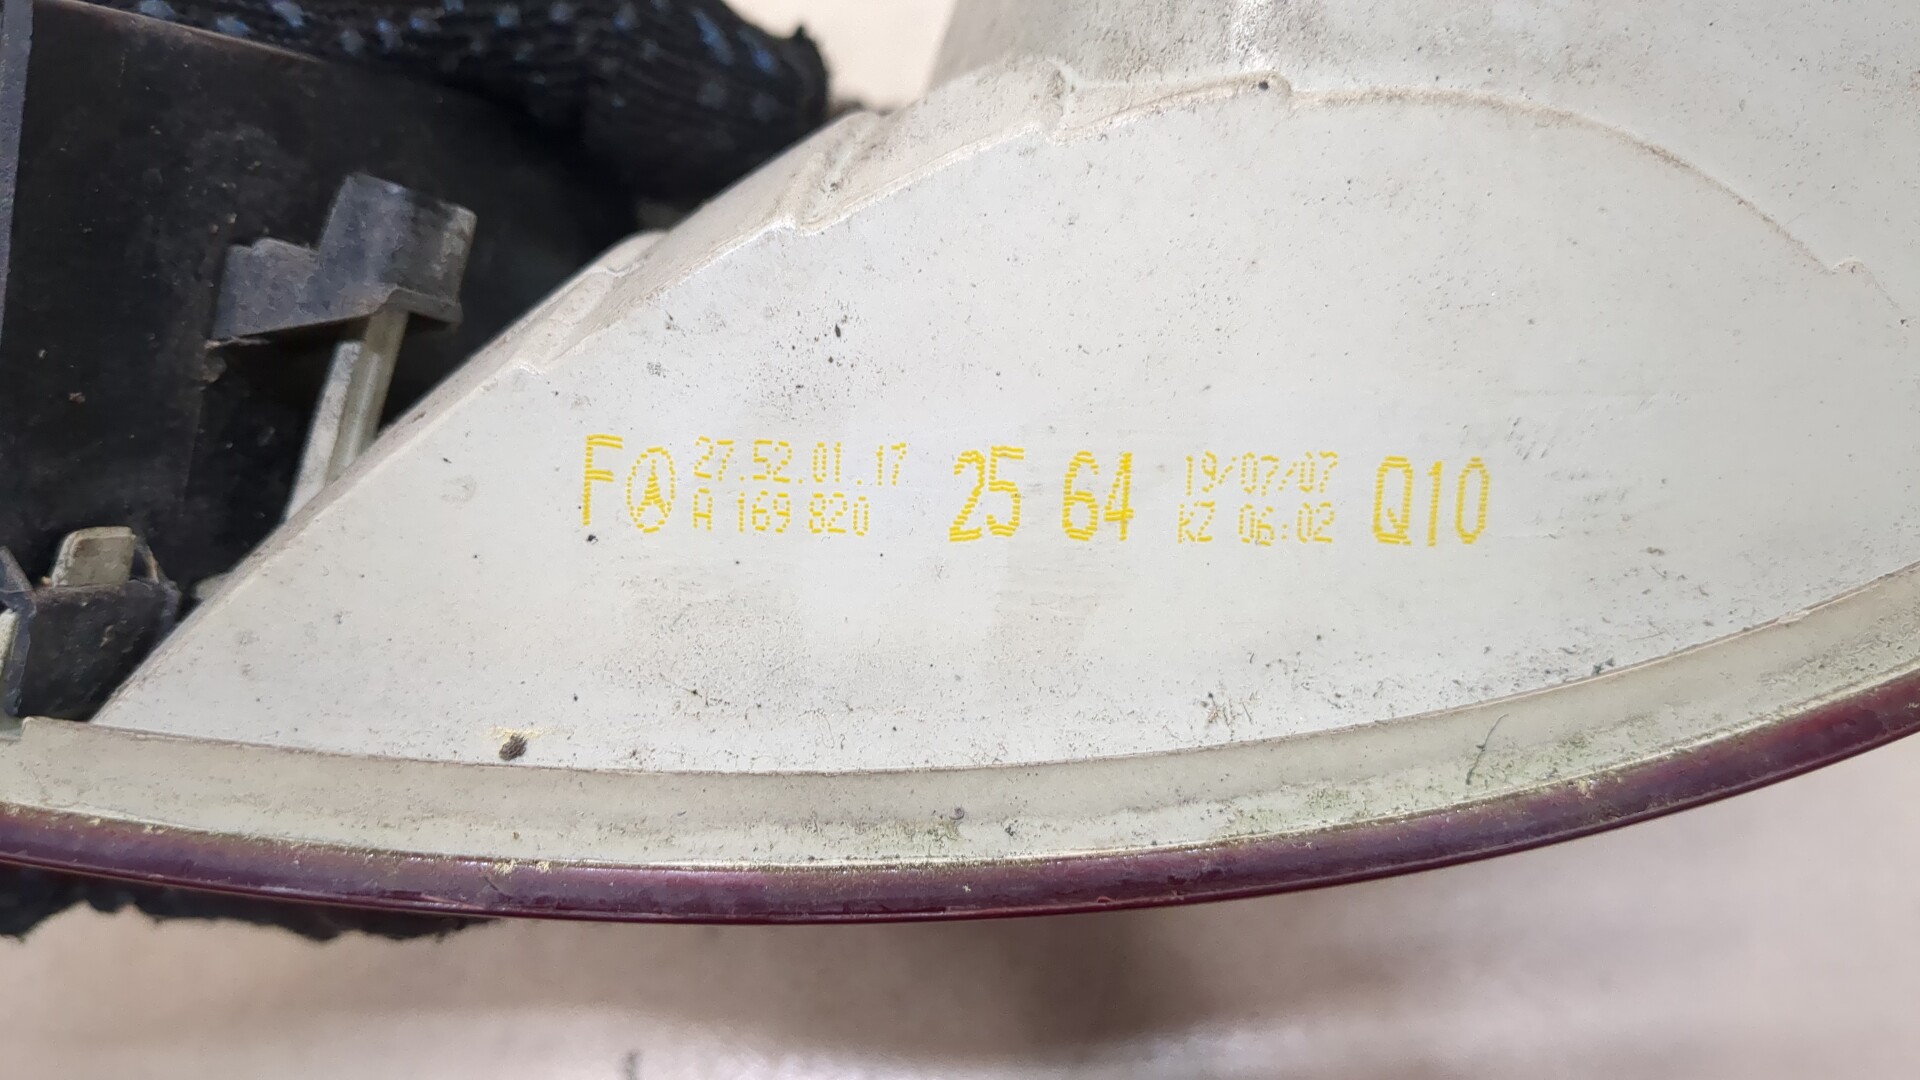 F 27.52.01.17 25 64 19/07/07 Q10
A 169 820 KZ 06:02